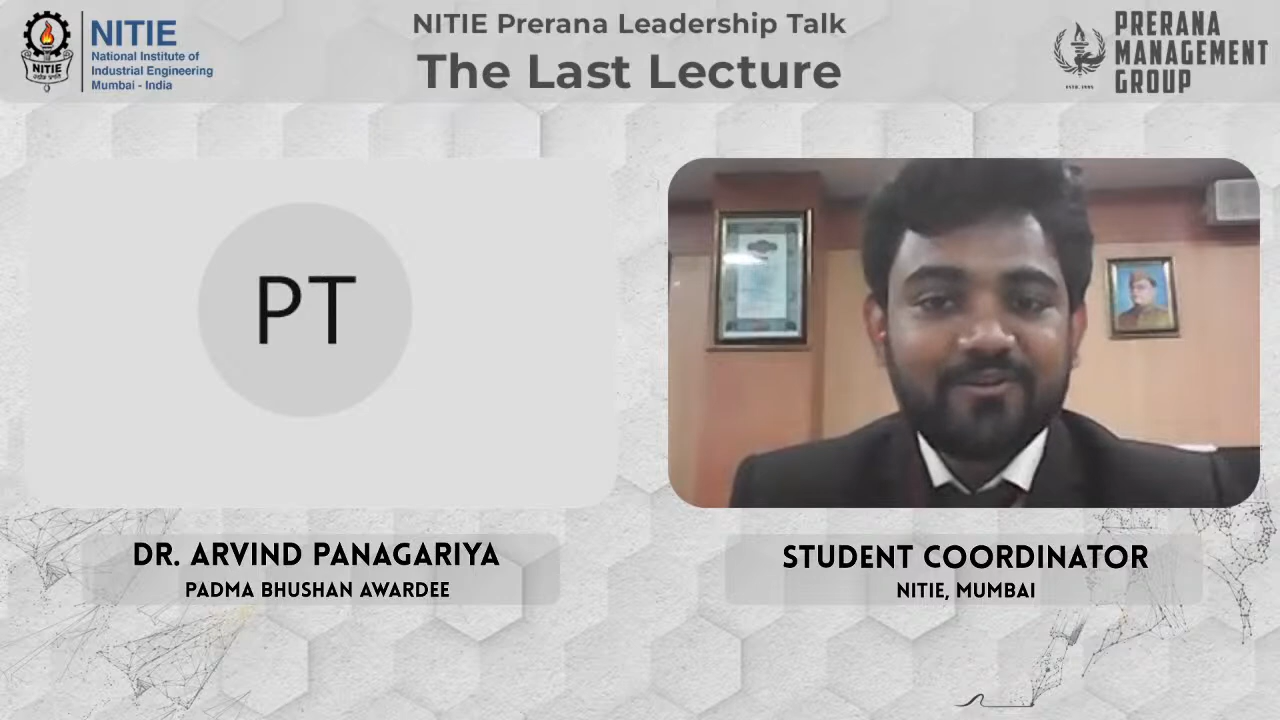 NITIE
NITIE
National Institute of
Industrial Engineering
Mumbai - India
NITIE Prerana Leadership Talk
The Last Lecture
PRERANA
MANAGEMENT
GROUP
PT
DR. ARVIND PANAGARIYA
PADMA BHUSHAN AWARDEE
STUDENT COORDINATOR
NITIE, MUMBAI